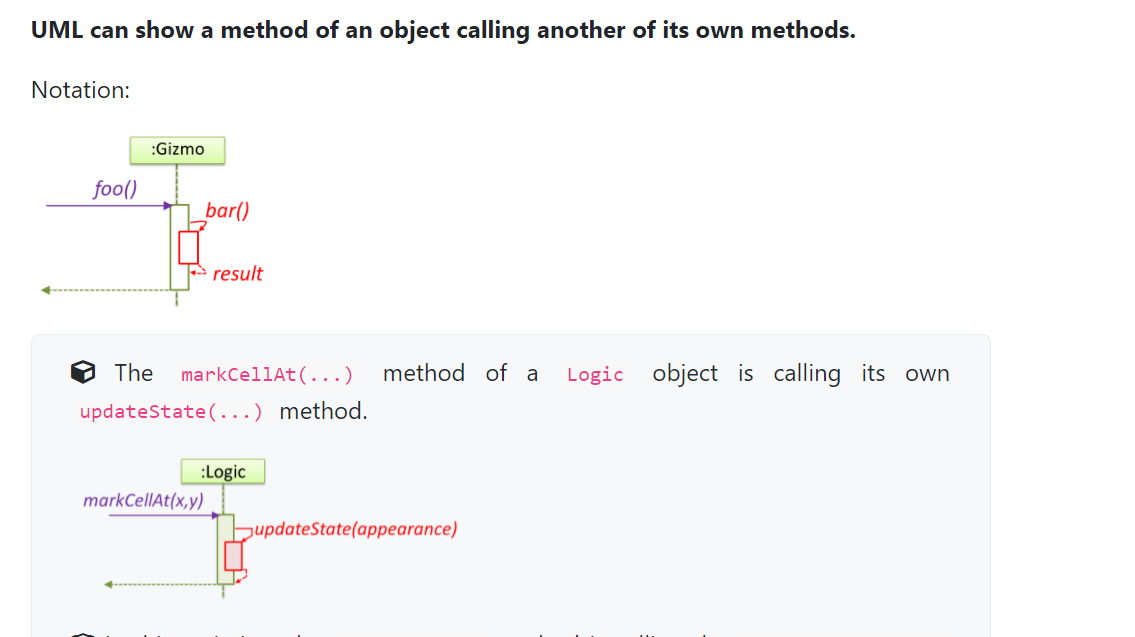 UML can show a method of an object calling another of its own methods.
Notation:
:Gizmo
foo()
bar()
result
The markCellAt(...) method of a Logic object is calling its own
updateState(...) method.
:Logic
markCellAt(x,y)
updateState(appearance)